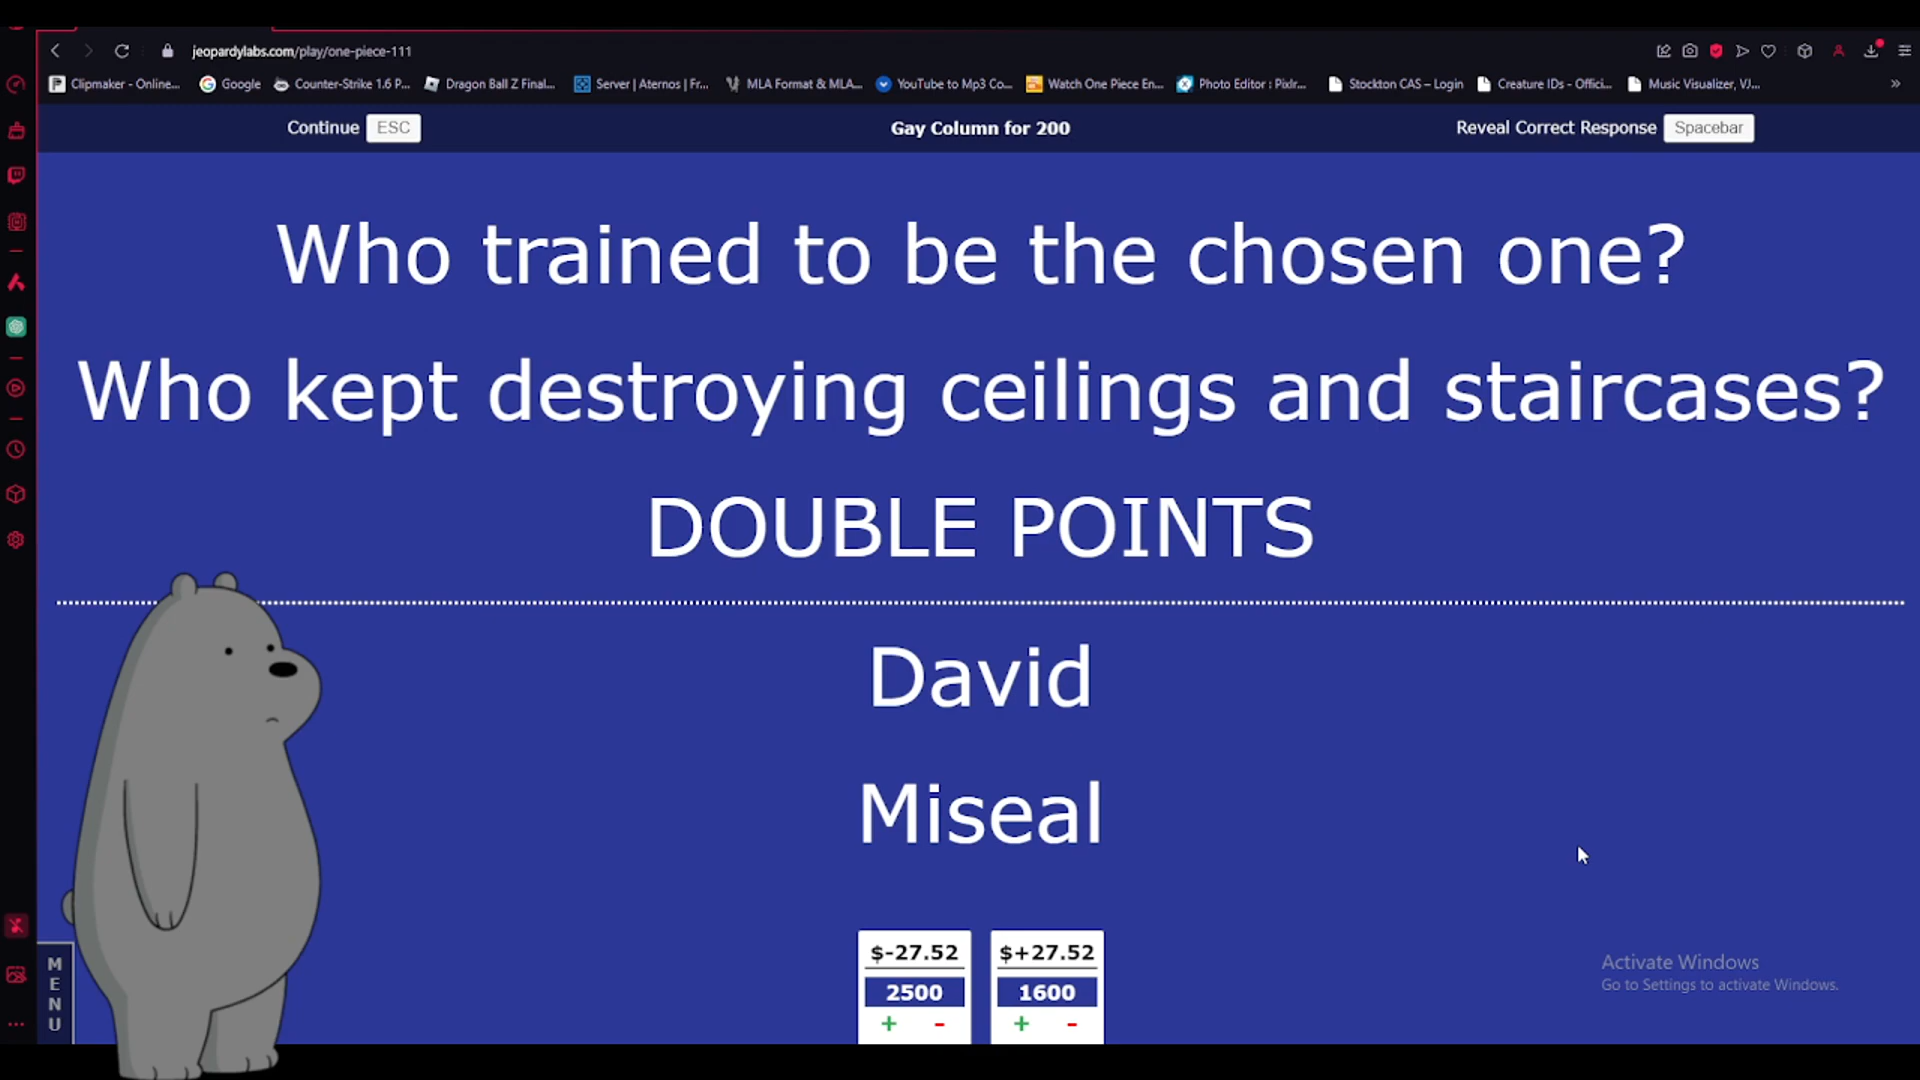 jeopardylabs.com/play/one-piece-111
Clipmaker - Online... Google Counter-Strike 1.6 P... Dragon Ball Z Final... Server | Aternos | Fr... MLA Format & MLA... YouTube to Mp3 Co... Watch One Piece En... Photo Editor : Pixlr... Stockton CAS – Login Creature IDs - Offici... Music Visualizer, VJ...
Continue ESC Gay Column for 200 Reveal Correct Response Spacebar
Who trained to be the chosen one?
Who kept destroying ceilings and staircases?
DOUBLE POINTS
David
Miseal
$-27.52 $+27.52
2500 1600
+ - + -
MENU
Activate Windows
Go to Settings to activate Windows.